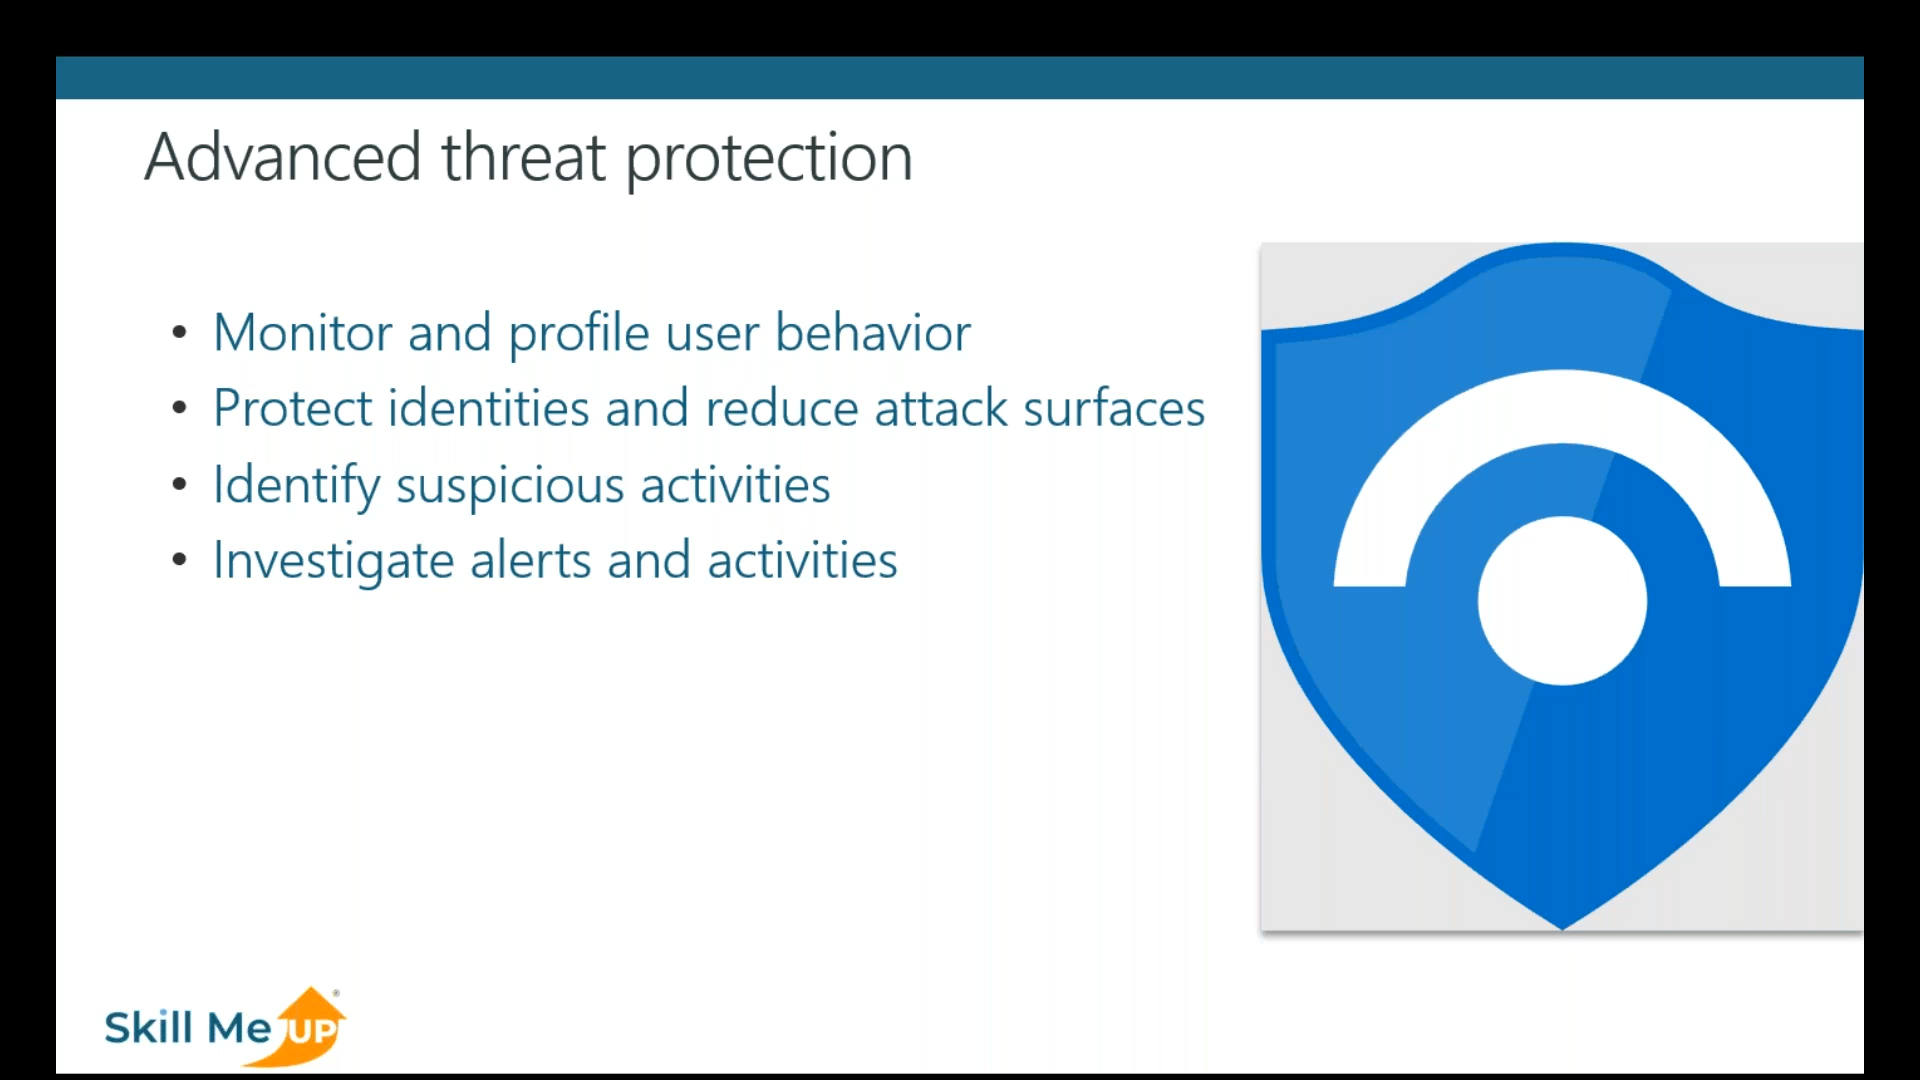 Advanced threat protection
• Monitor and profile user behavior
• Protect identities and reduce attack surfaces
• Identify suspicious activities
• Investigate alerts and activities
Skill Me UP®